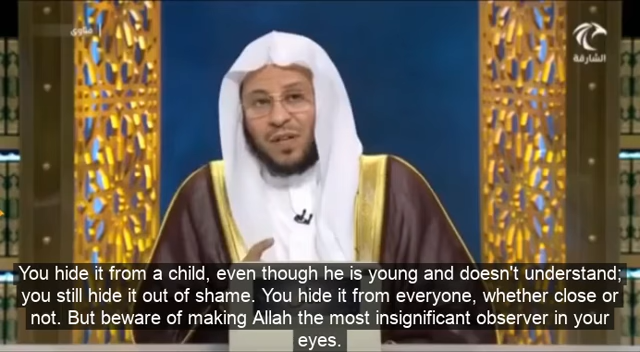 فتاوى
الشارقة
You hide it from a child, even though he is young and doesn't understand;
you still hide it out of shame. You hide it from everyone, whether close or
not. But beware of making Allah the most insignificant observer in your
eyes.